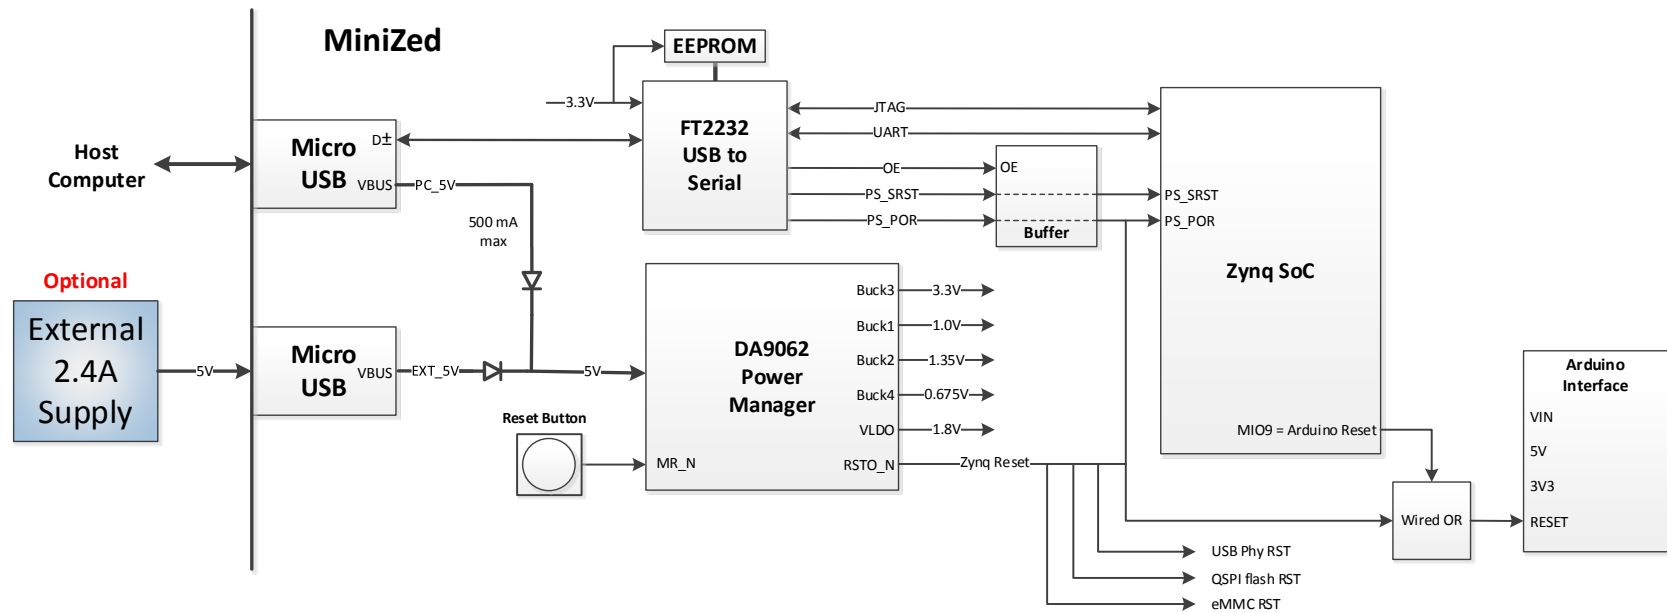 MiniZed
EEPROM
3.3V
FT2232
USB to
Serial
JTAG
UART
OE
PS_SRST
PS_POR
OE
Buffer
PS_SRST
PS_POR
Zynq SoC
MIO9 = Arduino Reset
Host
Computer
Micro
USB
D±
VBUS
PC_5V
500 mA
max
Optional
External
2.4A
Supply
5V
Micro
USB
VBUS
EXT_5V
5V
Reset Button
DA9062
Power
Manager
MR_N
Buck3
3.3V
Buck1
1.0V
Buck2
1.35V
Buck4
0.675V
VLDO
1.8V
RSTO_N
Zynq Reset
USB Phy RST
QSPI flash RST
eMMC RST
Wired OR
Arduino
Interface
VIN
5V
3V3
RESET